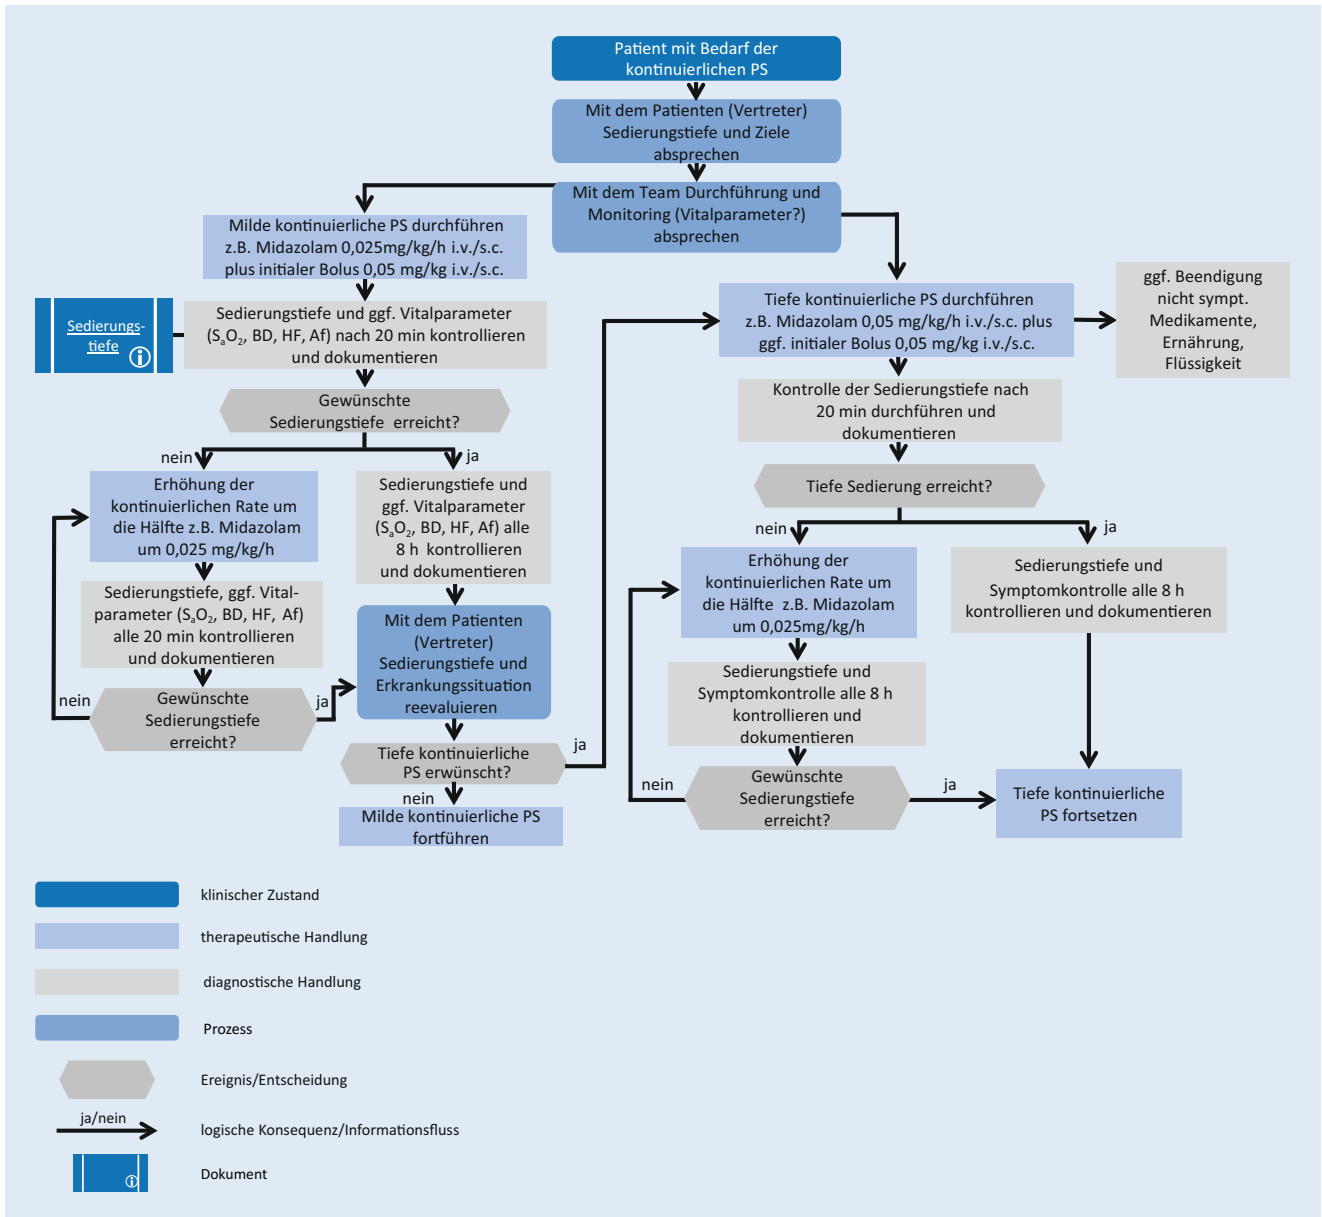 Patient mit Bedarf der
kontinuierlichen PS
Mit dem Patienten (Vertreter)
Sedierungstiefe und Ziele
absprechen
Mit dem Team Durchführung und
Monitoring (Vitalparameter?)
absprechen
Milde kontinuierliche PS durchführen
z.B. Midazolam 0,025mg/kg/h i.v./s.c.
plus initialer Bolus 0,05 mg/kg i.v./s.c.
Sedierungs-
tiefe
i
Sedierungstiefe und ggf. Vitalparameter
(SaO2, BD, HF, Af) nach 20 min kontrollieren
und dokumentieren
Gewünschte
Sedierungstiefe erreicht?
nein
ja
Erhöhung der
kontinuierlichen Rate um
die Hälfte z.B. Midazolam
um 0,025 mg/kg/h
Sedierungstiefe, ggf. Vital-
parameter (SaO2, BD, HF, Af)
alle 20 min kontrollieren
und dokumentieren
nein
Gewünschte
Sedierungstiefe
erreicht?
ja
Sedierungstiefe und
ggf. Vitalparameter
(SaO2, BD, HF, Af) alle
8 h kontrollieren
und dokumentieren
Mit dem Patienten
(Vertreter)
Sedierungstiefe und
Erkrankungssituation
reevaluieren
Tiefe kontinuierliche
PS erwünscht?
ja
nein
Milde kontinuierliche PS
fortführen
Tiefe kontinuierliche PS durchführen
z.B. Midazolam 0,05 mg/kg/h i.v./s.c. plus
ggf. initialer Bolus 0,05 mg/kg i.v./s.c.
ggf. Beendigung
nicht sympt.
Medikamente,
Ernährung,
Flüssigkeit
Kontrolle der Sedierungstiefe nach
20 min durchführen und
dokumentieren
Tiefe Sedierung erreicht?
nein
ja
Erhöhung der
kontinuierlichen Rate um
die Hälfte z.B. Midazolam
um 0,025mg/kg/h
Sedierungstiefe und
Symptomkontrolle alle 8 h
kontrollieren und
dokumentieren
nein
Gewünschte
Sedierungstiefe
erreicht?
ja
Sedierungstiefe und
Symptomkontrolle alle 8 h
kontrollieren und dokumentieren
Tiefe kontinuierliche
PS fortsetzen
klinischer Zustand
therapeutische Handlung
diagnostische Handlung
Prozess
Ereignis/Entscheidung
ja/nein
logische Konsequenz/Informationsfluss
i
Dokument